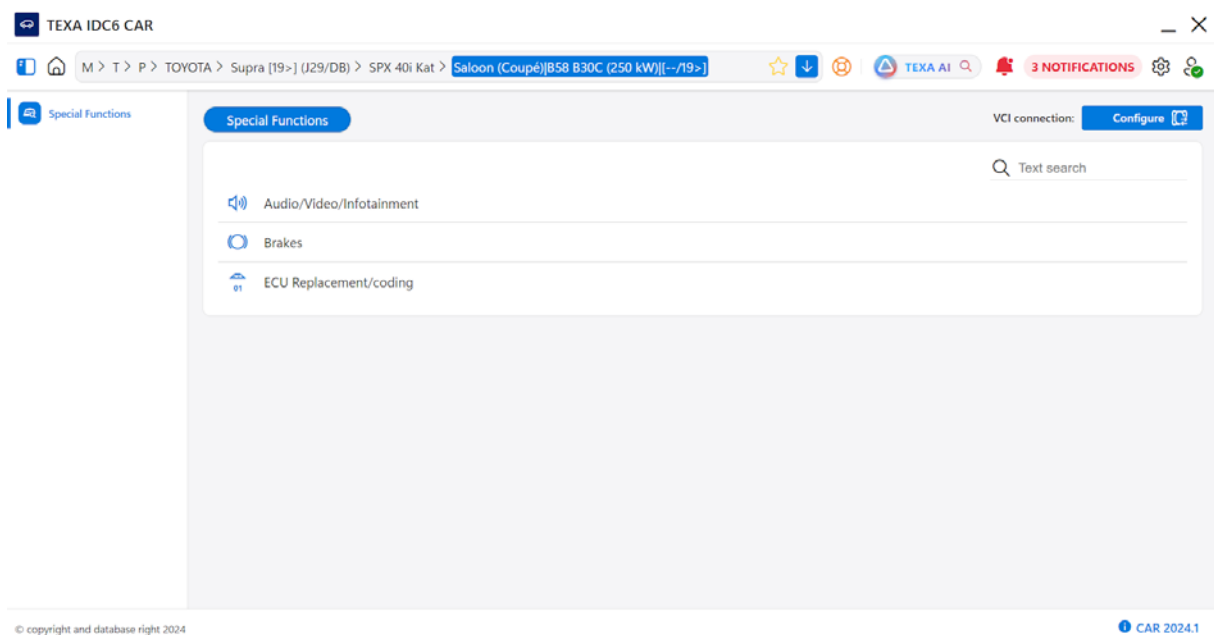 TEXA IDC6 CAR
M > T > P > TOYOTA > Supra [19>] (J29/DB) > SPX 40i Kat > Saloon (Coupé)|B58 B30C (250 kW)|[--/19>]
TEXA AI
3 NOTIFICATIONS
Special Functions
Special Functions
VCI connection:
Configure
Text search
Audio/Video/Infotainment
Brakes
01
ECU Replacement/coding
© copyright and database right 2024
CAR 2024.1